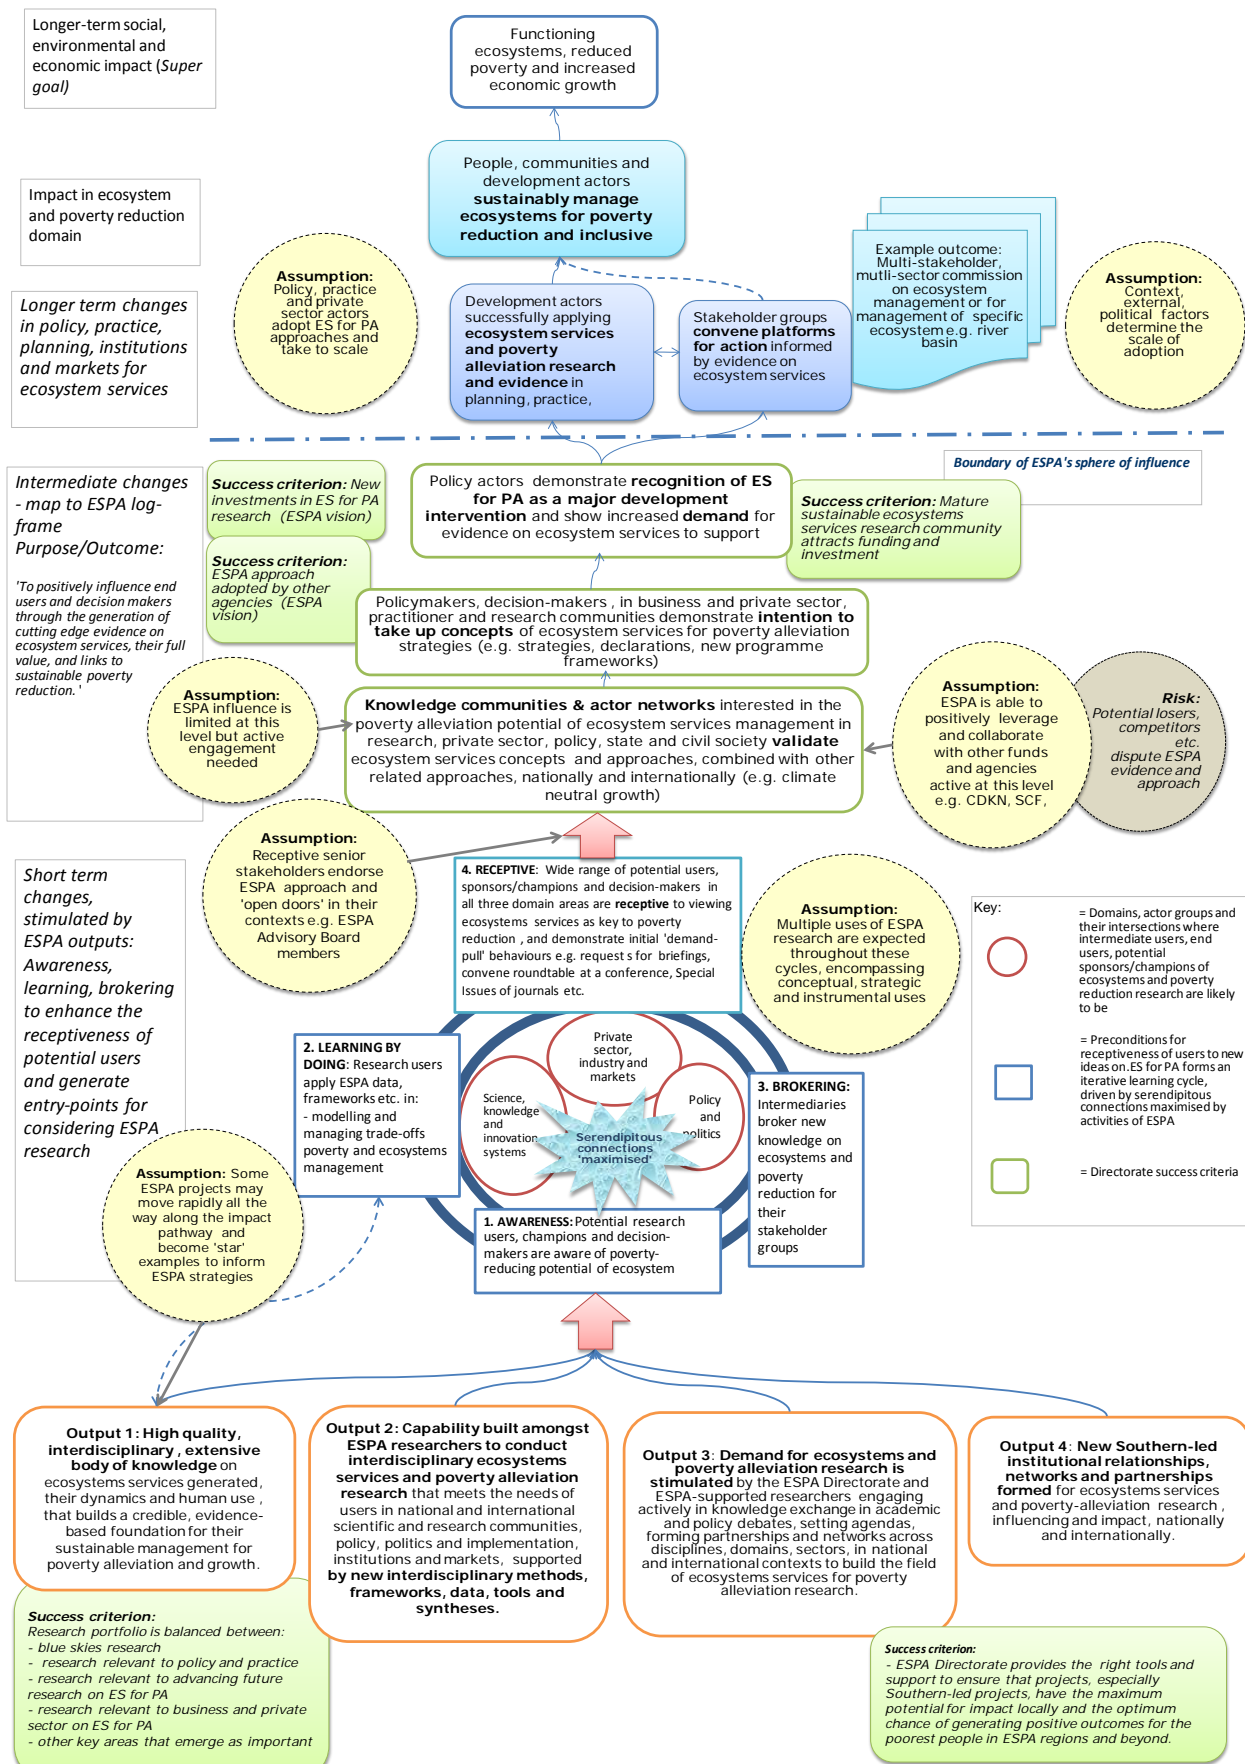 Longer-term social,
environmental and
economic impact (Super
goal)
Functioning
ecosystems, reduced
poverty and increased
economic growth
People, communities and
development actors
sustainably manage
ecosystems for poverty
reduction and inclusive
Impact in ecosystem
and poverty reduction
domain
Assumption:
Policy, practice
and private
sector actors
adopt ES for PA
approaches and
take to scale
Example outcome:
Multi-stakeholder,
mutli-sector commission
on ecosystem
management or for
management of specific
ecosystem e.g. river
basin
Assumption:
Context,
external,
political factors
determine the
scale of
adoption
Longer term changes
in policy, practice,
planning, institutions
and markets for
ecosystem services
Development actors
successfully applying
ecosystem services
and poverty
alleviation research
and evidence in
planning, practice,
Stakeholder groups
convene platforms
for action informed
by evidence on
ecosystem services
Boundary of ESPA's sphere of influence
Intermediate changes
- map to ESPA log-
frame
Purpose/Outcome:
'To positively influence end
users and decision makers
through the generation of
cutting edge evidence on
ecosystem services, their full
value, and links to
sustainable poverty
reduction. '
Success criterion: New
investments in ES for PA
research (ESPA vision)
Success criterion:
ESPA approach
adopted by other
agencies (ESPA
vision)
Policy actors demonstrate recognition of ES
for PA as a major development
intervention and show increased demand for
evidence on ecosystem services to support
Success criterion: Mature
sustainable ecosystems
services research community
attracts funding and
investment
Policymakers, decision-makers , in business and private sector,
practitioner and research communities demonstrate intention to
take up concepts of ecosystem services for poverty alleviation
strategies (e.g. strategies, declarations, new programme
frameworks)
Assumption:
ESPA influence is
limited at this
level but active
engagement
needed
Knowledge communities & actor networks interested in the
poverty alleviation potential of ecosystem services management in
research, private sector, policy, state and civil society validate
ecosystem services concepts and approaches, combined with other
related approaches, nationally and internationally (e.g. climate
neutral growth)
Assumption:
ESPA is able to
positively leverage
and collaborate
with other funds
and agencies
active at this level
e.g. CDKN, SCF,
Risk:
Potential losers,
competitors
etc.
dispute ESPA
evidence and
approach
Assumption:
Receptive senior
stakeholders endorse
ESPA approach and
'open doors' in their
contexts e.g. ESPA
Advisory Board
members
Short term
changes,
stimulated by
ESPA outputs:
Awareness,
learning, brokering
to enhance the
receptiveness of
potential users
and generate
entry-points for
considering ESPA
research
4. RECEPTIVE: Wide range of potential users,
sponsors/champions and decision-makers in
all three domain areas are receptive to viewing
ecosystems services as key to poverty
reduction , and demonstrate initial 'demand-
pull' behaviours e.g. request s for briefings,
convene roundtable at a conference, Special
Issues of journals etc.
Assumption:
Multiple uses of ESPA
research are expected
throughout these
cycles, encompassing
conceptual, strategic
and instrumental uses
Key:
= Domains, actor groups and
their intersections where
intermediate users, end
users, potential
sponsors/champions of
ecosystems and poverty
reduction research are likely
to be
= Preconditions for
receptiveness of users to new
ideas on.ES for PA forms an
iterative learning cycle,
driven by serendipitous
connections maximised by
activities of ESPA
= Directorate success criteria
2. LEARNING BY
DOING: Research users
apply ESPA data,
frameworks etc. in:
- modelling and
managing trade-offs
poverty and ecosystems
management
Private
sector,
industry and
markets
Science,
knowledge
and
innovation
systems
Policy
and
politics
Serendipitous
connections
'maximised'
3. BROKERING:
Intermediaries
broker new
knowledge on
ecosystems and
poverty
reduction for
their
stakeholder
groups
1. AWARENESS: Potential research
users, champions and decision-
makers are aware of poverty-
reducing potential of ecosystem
Assumption: Some
ESPA projects may
move rapidly all the
way along the impact
pathway and
become 'star'
examples to inform
ESPA strategies
Output 1: High quality,
interdisciplinary , extensive
body of knowledge on
ecosystems services generated,
their dynamics and human use ,
that builds a credible, evidence-
based foundation for their
sustainable management for
poverty alleviation and growth.
Output 2: Capability built amongst
ESPA researchers to conduct
interdisciplinary ecosystems
services and poverty alleviation
research that meets the needs of
users in national and international
scientific and research communities,
policy, politics and implementation,
institutions and markets, supported
by new interdisciplinary methods,
frameworks, data, tools and
syntheses.
Output 3: Demand for ecosystems and
poverty alleviation research is
stimulated by the ESPA Directorate and
ESPA-supported researchers engaging
actively in knowledge exchange in academic
and policy debates, setting agendas,
forming partnerships and networks across
disciplines, domains, sectors, in national
and international contexts to build the field
of ecosystems services for poverty
alleviation research.
Output 4: New Southern-led
institutional relationships,
networks and partnerships
formed for ecosystems services
and poverty-alleviation research ,
influencing and impact, nationally
and internationally.
Success criterion:
Research portfolio is balanced between:
- blue skies research
- research relevant to policy and practice
- research relevant to advancing future
research on ES for PA
- research relevant to business and private
sector on ES for PA
- other key areas that emerge as important
Success criterion:
- ESPA Directorate provides the right tools and
support to ensure that projects, especially
Southern-led projects, have the maximum
potential for impact locally and the optimum
chance of generating positive outcomes for the
poorest people in ESPA regions and beyond.